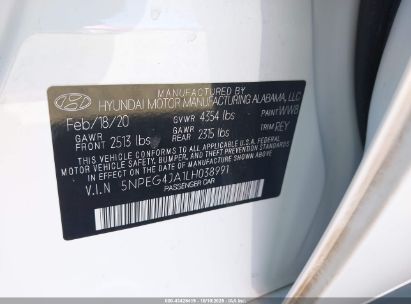 MANUFACTURED BY
HYUNDAI MOTOR MANUFACTURING ALABAMA, LLC
Feb/18/20 GVWR 4354 lbs PAINT WW8
GAWR FRONT 2513 lbs GAWR REAR 2315 lbs TRIM REY
THIS VEHICLE CONFORMS TO ALL APPLICABLE FEDERAL
MOTOR VEHICLE SAFETY, BUMPER, AND THEFT PREVENTION
STANDARDS IN EFFECT ON THE DATE OF MANUFACTURE SHOWN ABOVE.
V.I.N 5NPEG4JA1LH038991
PASSENGER CAR